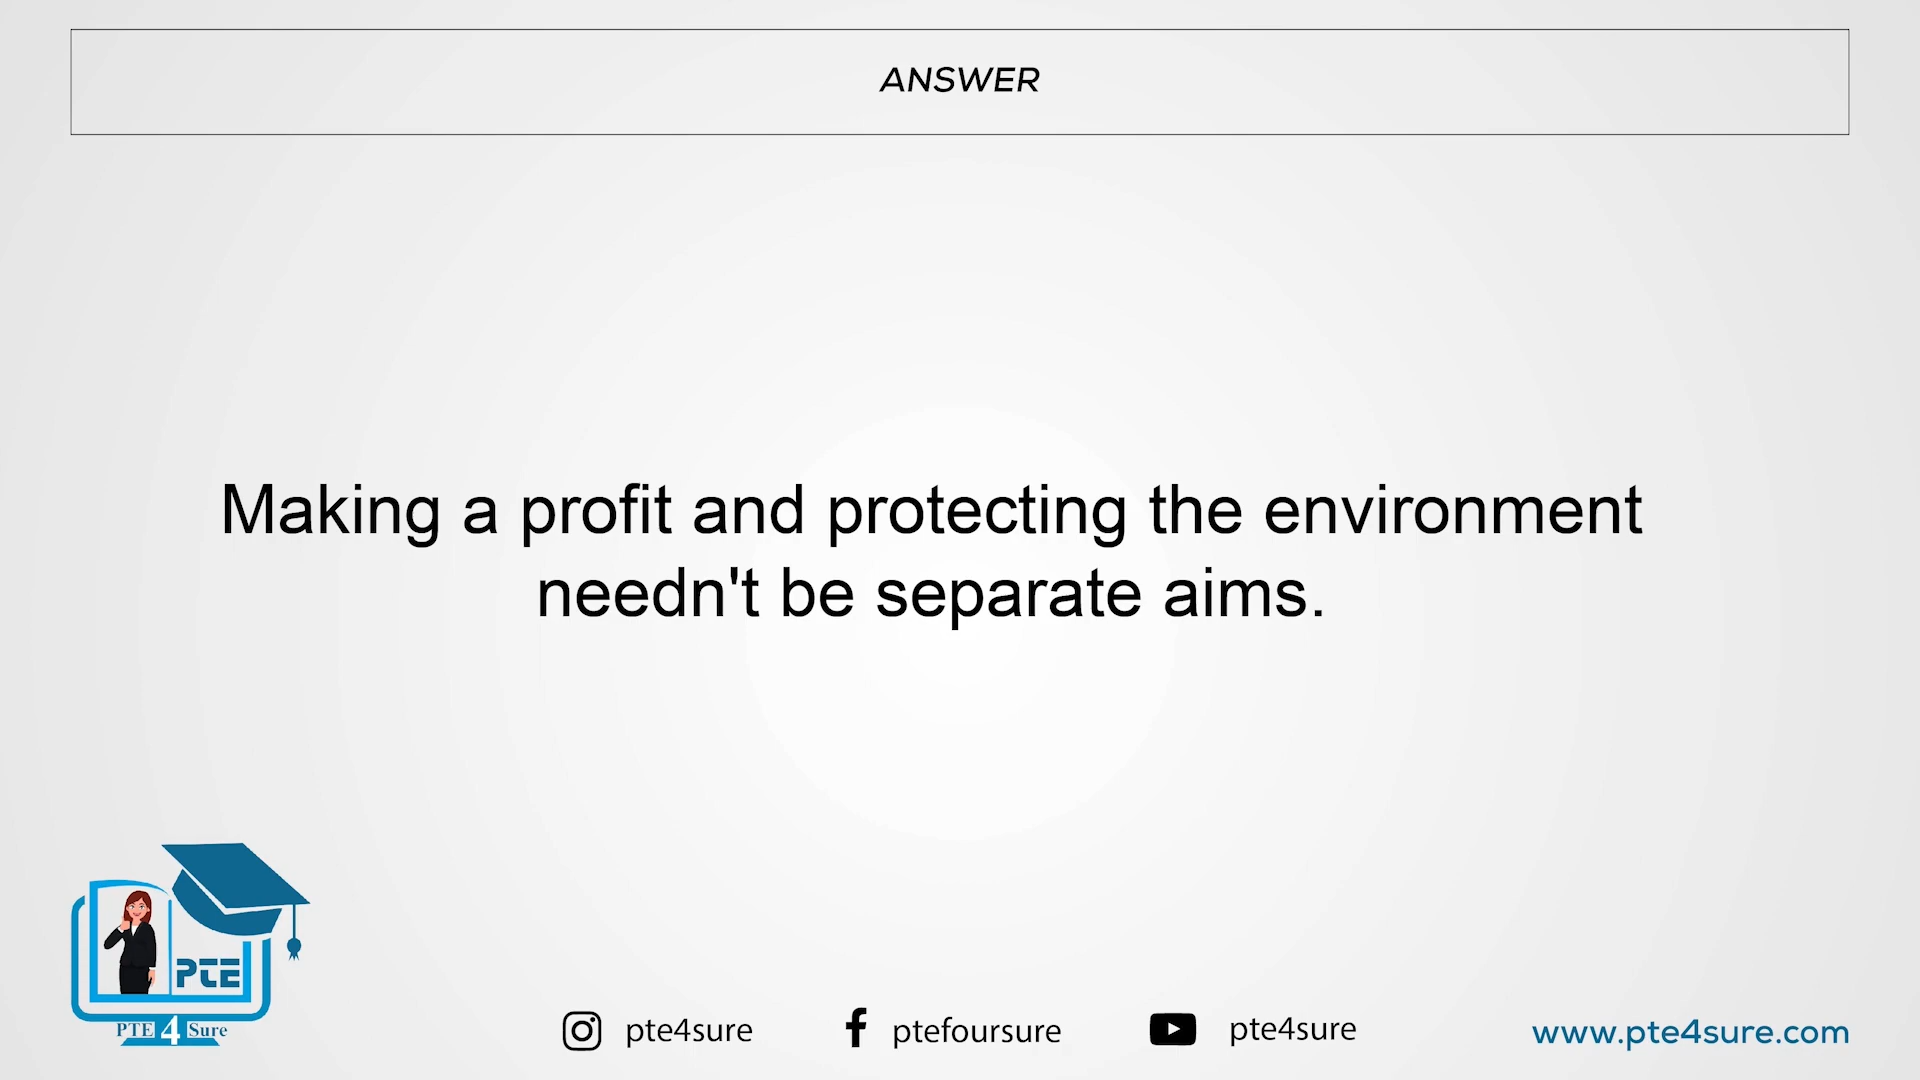 ANSWER
Making a profit and protecting the environment
needn't be separate aims.
PTE
PTE 4 Sure
pte4sure
ptefoursure
pte4sure
www.pte4sure.com